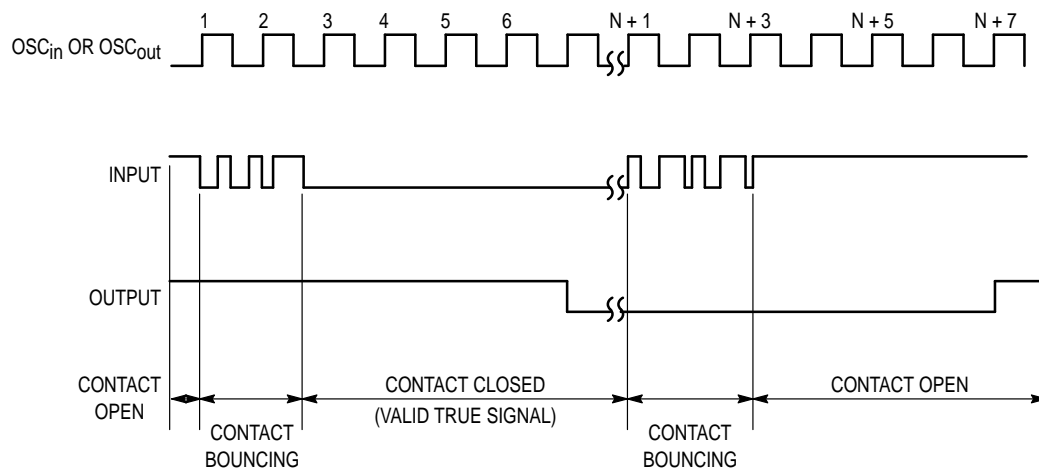 1 2 3 4 5 6 N + 1 N + 3 N + 5 N + 7
OSCin OR OSCout
INPUT
OUTPUT
CONTACT
OPEN
CONTACT
BOUNCING
CONTACT CLOSED
(VALID TRUE SIGNAL)
CONTACT
BOUNCING
CONTACT OPEN